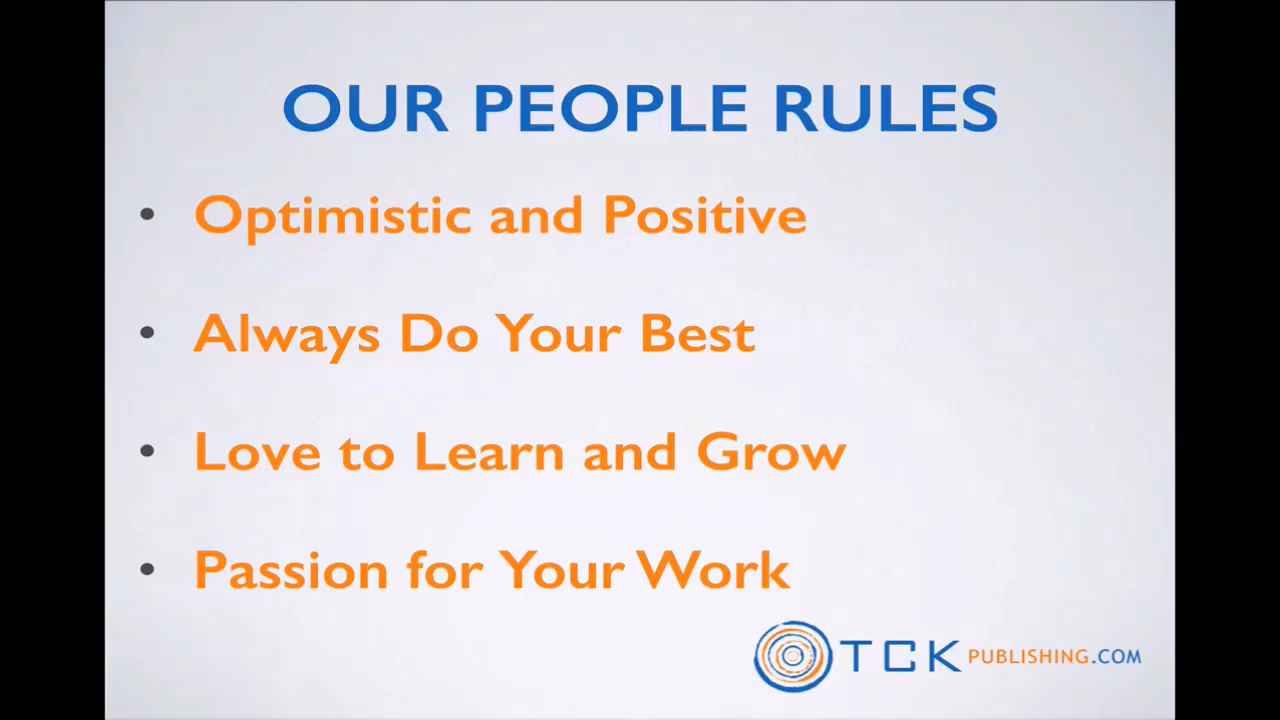 OUR PEOPLE RULES
• Optimistic and Positive
• Always Do Your Best
• Love to Learn and Grow
• Passion for Your Work
TCK PUBLISHING.COM